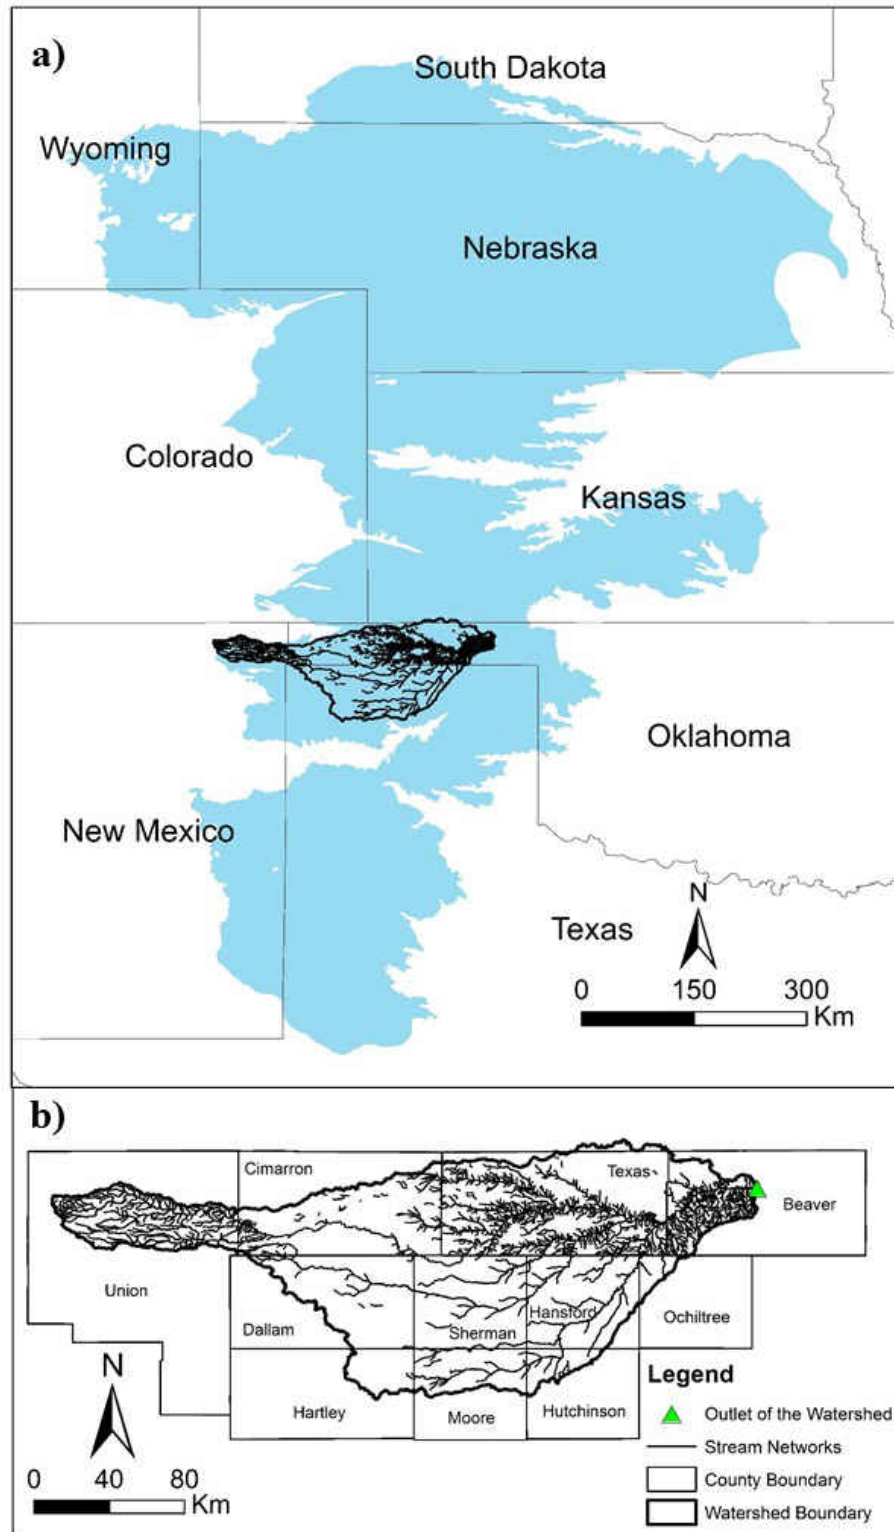 a)
South Dakota
Wyoming
Nebraska
Colorado
Kansas
Oklahoma
New Mexico
N
Texas
0 150 300
Km
b)
Cimarron
Texas
Beaver
Union
Hansford
Ochiltree
Dallam
Sherman
N
Legend
Hartley
Moore
Hutchinson
Outlet of the Watershed
Stream Networks
0 40 80
Km
County Boundary
Watershed Boundary